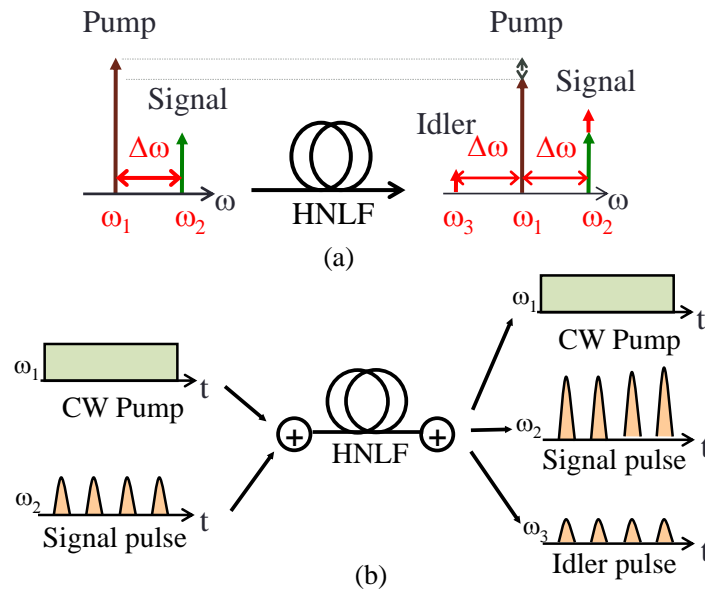 Pump
Pump
Signal
Signal
Idler
Δω
Δω
Δω
ω
HNLF
ω
ω1
ω2
ω3
ω1
ω2
(a)
ω1
t
CW Pump
ω1
t
CW Pump
+
HNLF
+
ω2
t
Signal pulse
ω2
t
Signal pulse
ω3
t
Idler pulse
(b)